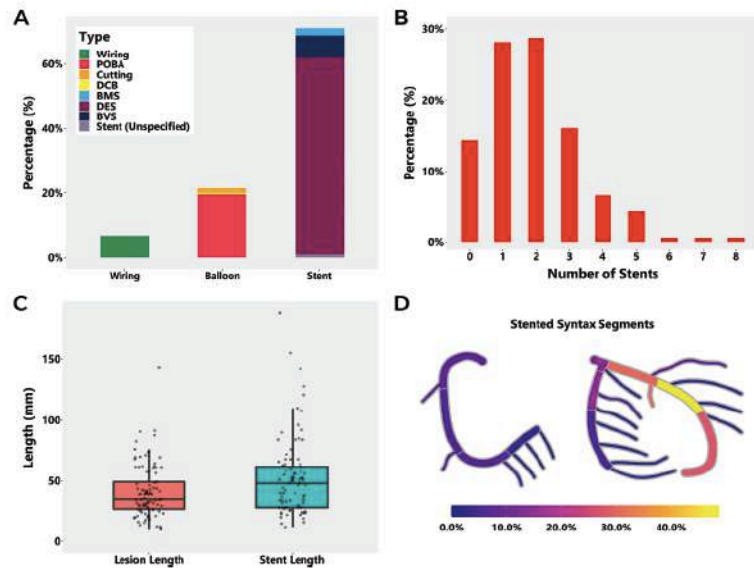 A
Type
Wiring
POBA
Cutting
DCB
BMS
DES
BVS
Stent (Unspecified)
Percentage (%)
60%
40%
20%
0%
Wiring
Balloon
Stent
B
Percentage (%)
30%
20%
10%
0%
0 1 2 3 4 5 6 7 8
Number of Stents
C
Length (mm)
150
100
50
0
Lesion Length
Stent Length
D
Stented Syntax Segments
0.0% 10.0% 20.0% 30.0% 40.0%